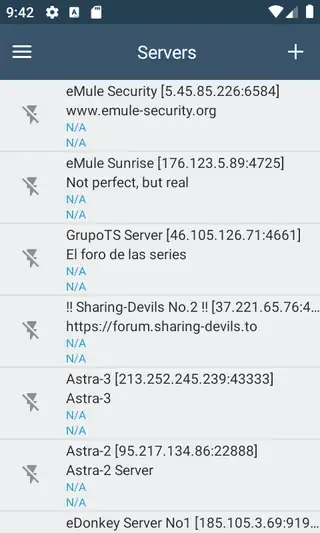 9:42
Servers
eMule Security [5.45.85.226:6584]
www.emule-security.org
N/A
N/A
eMule Sunrise [176.123.5.89:4725]
Not perfect, but real
N/A
N/A
GrupoTS Server [46.105.126.71:4661]
El foro de las series
N/A
N/A
!! Sharing-Devils No.2 !! [37.221.65.76:4...
https://forum.sharing-devils.to
N/A
N/A
Astra-3 [213.252.245.239:43333]
Astra-3
N/A
N/A
Astra-2 [95.217.134.86:22888]
Astra-2 Server
N/A
N/A
eDonkey Server No1 [185.105.3.69:919...